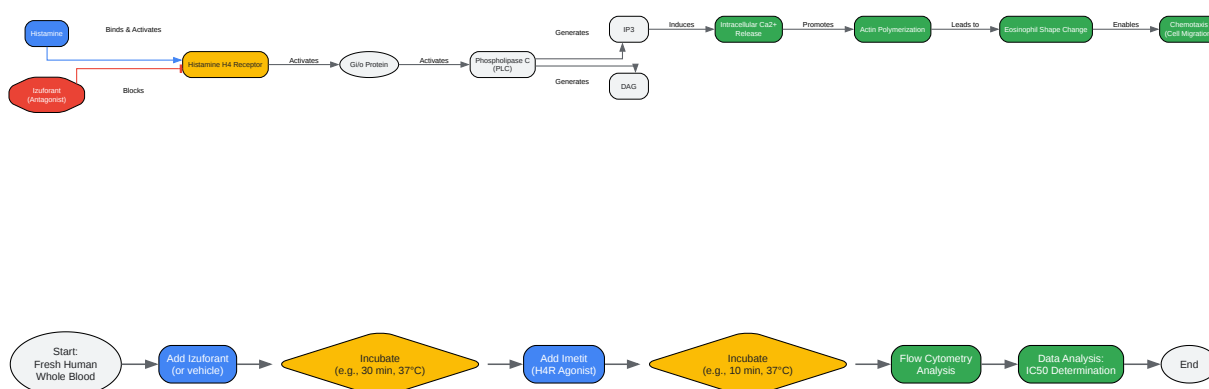 Histamine
Binds & Activates
Izuforant
(Antagonist)
Blocks
Histamine H4 Receptor
Activates
Gi/o Protein
Activates
Phospholipase C
(PLC)
Generates
Generates
IP3
DAG
Induces
Intracellular Ca2+
Release
Promotes
Actin Polymerization
Leads to
Eosinophil Shape Change
Enables
Chemotaxis
(Cell Migration
Start:
Fresh Human
Whole Blood
Add Izuforant
(or vehicle)
Incubate
(e.g., 30 min, 37°C)
Add Imetit
(H4R Agonist)
Incubate
(e.g., 10 min, 37°C)
Flow Cytometry
Analysis
Data Analysis:
IC50 Determination
End